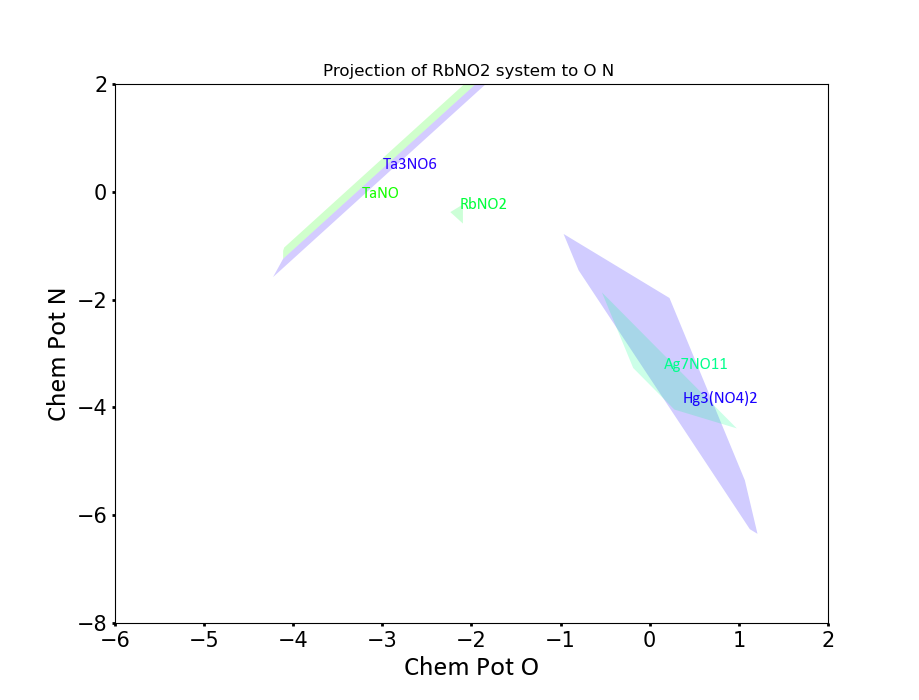 Projection of RbNO2 system to O N
2
0
−2
−4
−6
−8
Chem Pot N
Ta3NO6
TaNO
RbNO2
Ag7NO11
Hg3(NO4)2
−6 −5 −4 −3 −2 −1 0 1 2
Chem Pot O